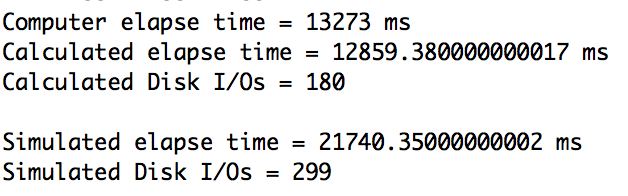 Computer elapse time = 13273 ms
Calculated elapse time = 12859.380000000017 ms
Calculated Disk I/Os = 180
Simulated elapse time = 21740.35000000002 ms
Simulated Disk I/Os = 299